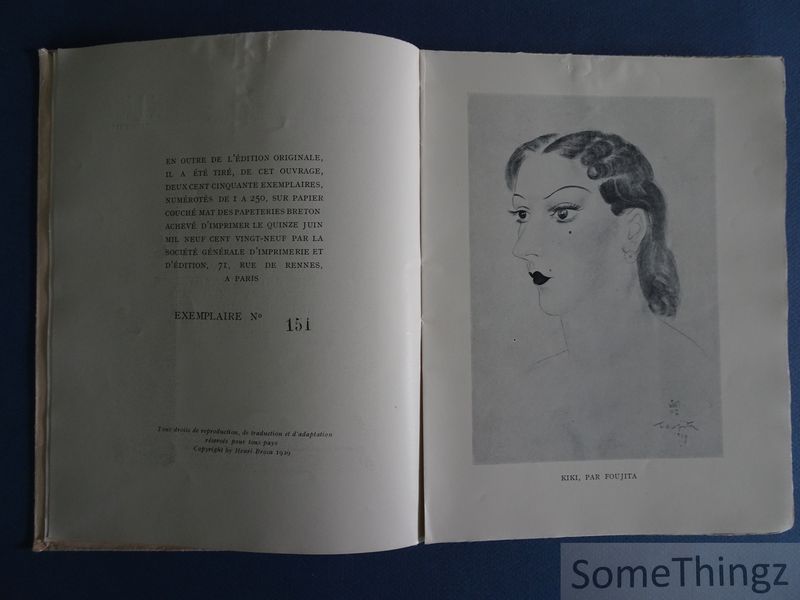 EN OUTRE DE L'ÉDITION ORIGINALE,
IL A ÉTÉ TIRÉ, DE CET OUVRAGE,
DEUX CENT CINQUANTE EXEMPLAIRES,
NUMÉROTÉS DE 1 A 250, SUR PAPIER
COUCHÉ MAT DES PAPETERIES BRETON
ACHEVÉ D'IMPRIMER LE QUINZE JUIN
MIL NEUF CENT VINGT-NEUF PAR LA
SOCIÉTÉ GÉNÉRALE D'IMPRIMERIE ET
D'ÉDITION, 71, RUE DE RENNES,
A PARIS
EXEMPLAIRE Nº 151
Tous droits de reproduction, de traduction et d'adaptation
réservés pour tous pays
Copyright by Henri Broca 1929
KIKI, PAR FOUJITA
SomeThingz